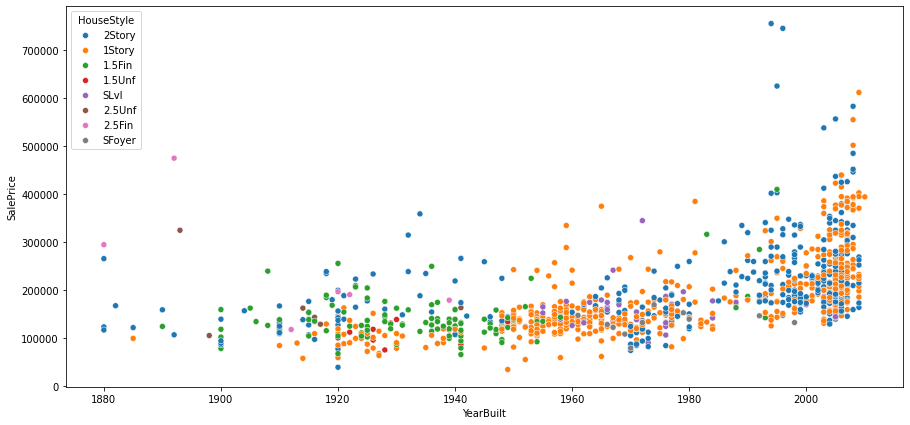 HouseStyle
2Story
1Story
1.5Fin
1.5Unf
SLvl
2.5Unf
2.5Fin
SFoyer
700000
600000
500000
400000
300000
200000
100000
0
SalePrice
1880 1900 1920 1940 1960 1980 2000
YearBuilt